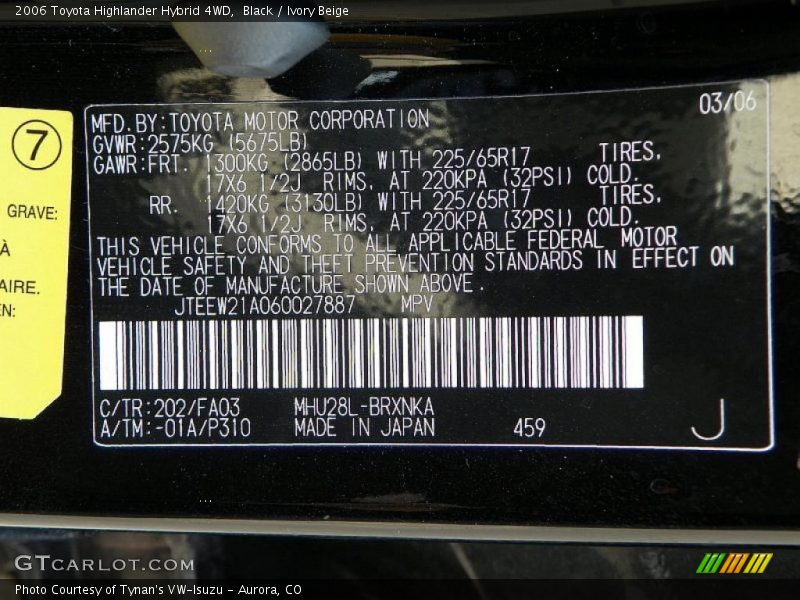 2006 Toyota Highlander Hybrid 4WD, Black / Ivory Beige
7
GRAVE:
À
AIRE.
EN:
03/06
MFD. BY:TOYOTA MOTOR CORPORATION
GVWR:2575KG (5675LB)
GAWR:FRT. 1300KG (2865LB) WITH 225/65R17 TIRES,
17X6 1/2J RIMS, AT 220KPA (32PSI) COLD.
RR. 1420KG (3130LB) WITH 225/65R17 TIRES,
17X6 1/2J RIMS, AT 220KPA (32PSI) COLD.
THIS VEHICLE CONFORMS TO ALL APPLICABLE FEDERAL MOTOR
VEHICLE SAFETY AND THEFT PREVENTION STANDARDS IN EFFECT ON
THE DATE OF MANUFACTURE SHOWN ABOVE.
JTEEW21A060027887 MPV
C/TR:202/FA03 MHU28L-BRXNKA
A/TM:-01A/P310 MADE IN JAPAN 459 J
GTCARLOT.COM
Photo Courtesy of Tynan's VW-Isuzu - Aurora, CO